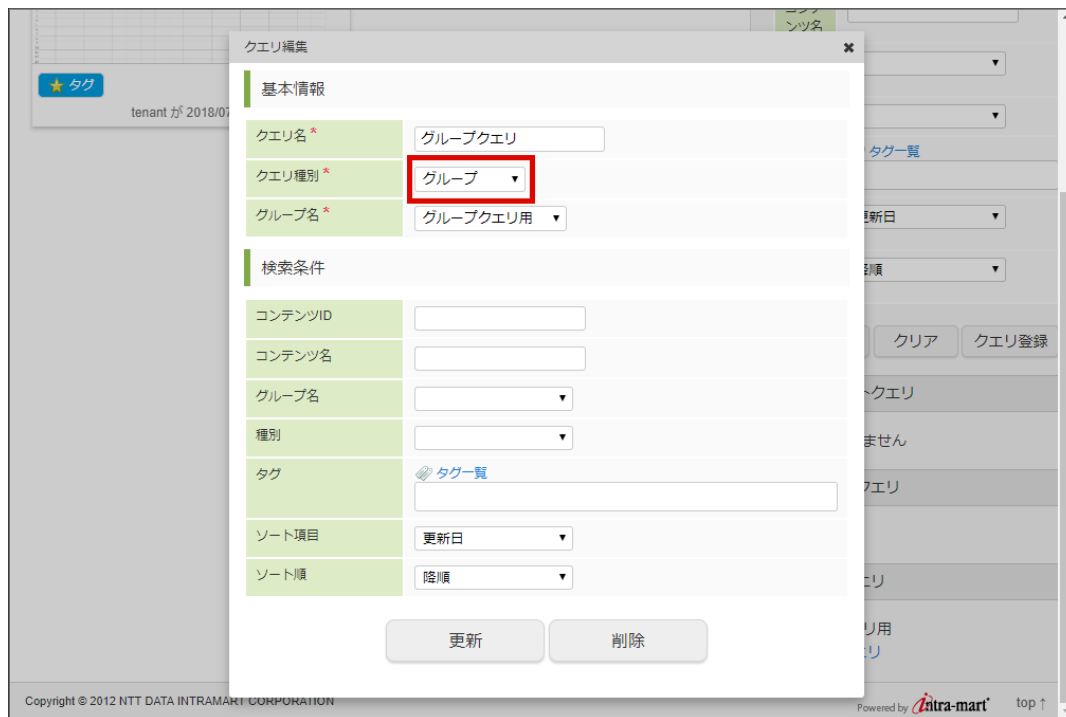 ンツ名
クエリ編集
✖
基本情報
★ タグ
tenant が 2018/07
クエリ名 *
グループクエリ
クエリ種別 *
グループ
タグ一覧
グループ名 *
グループクエリ用
更新日
検索条件
降順
コンテンツID
クリア
クエリ登録
コンテンツ名
グループ名
クエリ
種別
ません
タグ
タグ一覧
クエリ
ソート項目
更新日
ソート順
降順
エリ
更新
削除
リ用
リ
Copyright © 2012 NTT DATA INTRAMART CORPORATION
Powered by intra-mart
top ↑